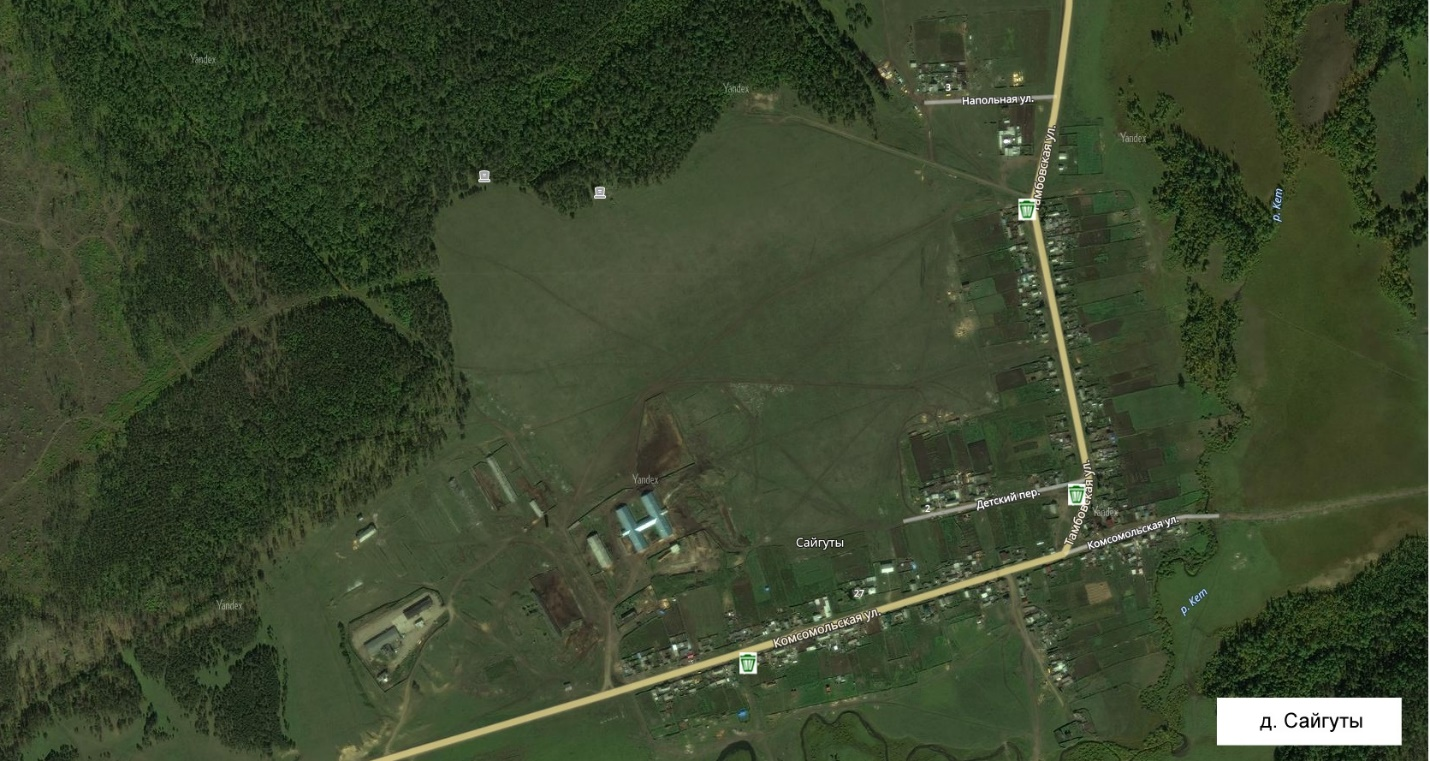 Yandex
Yandex
3
Напольная ул.
Yandex
Тамбовская ул.
р. Кет
Yandex
2
Детский пер.
Тамбовская ул.
Yandex
Комсомольская ул.
Сайгуты
27
р. Кет
Yandex
Комсомольская ул.
д. Сайгуты